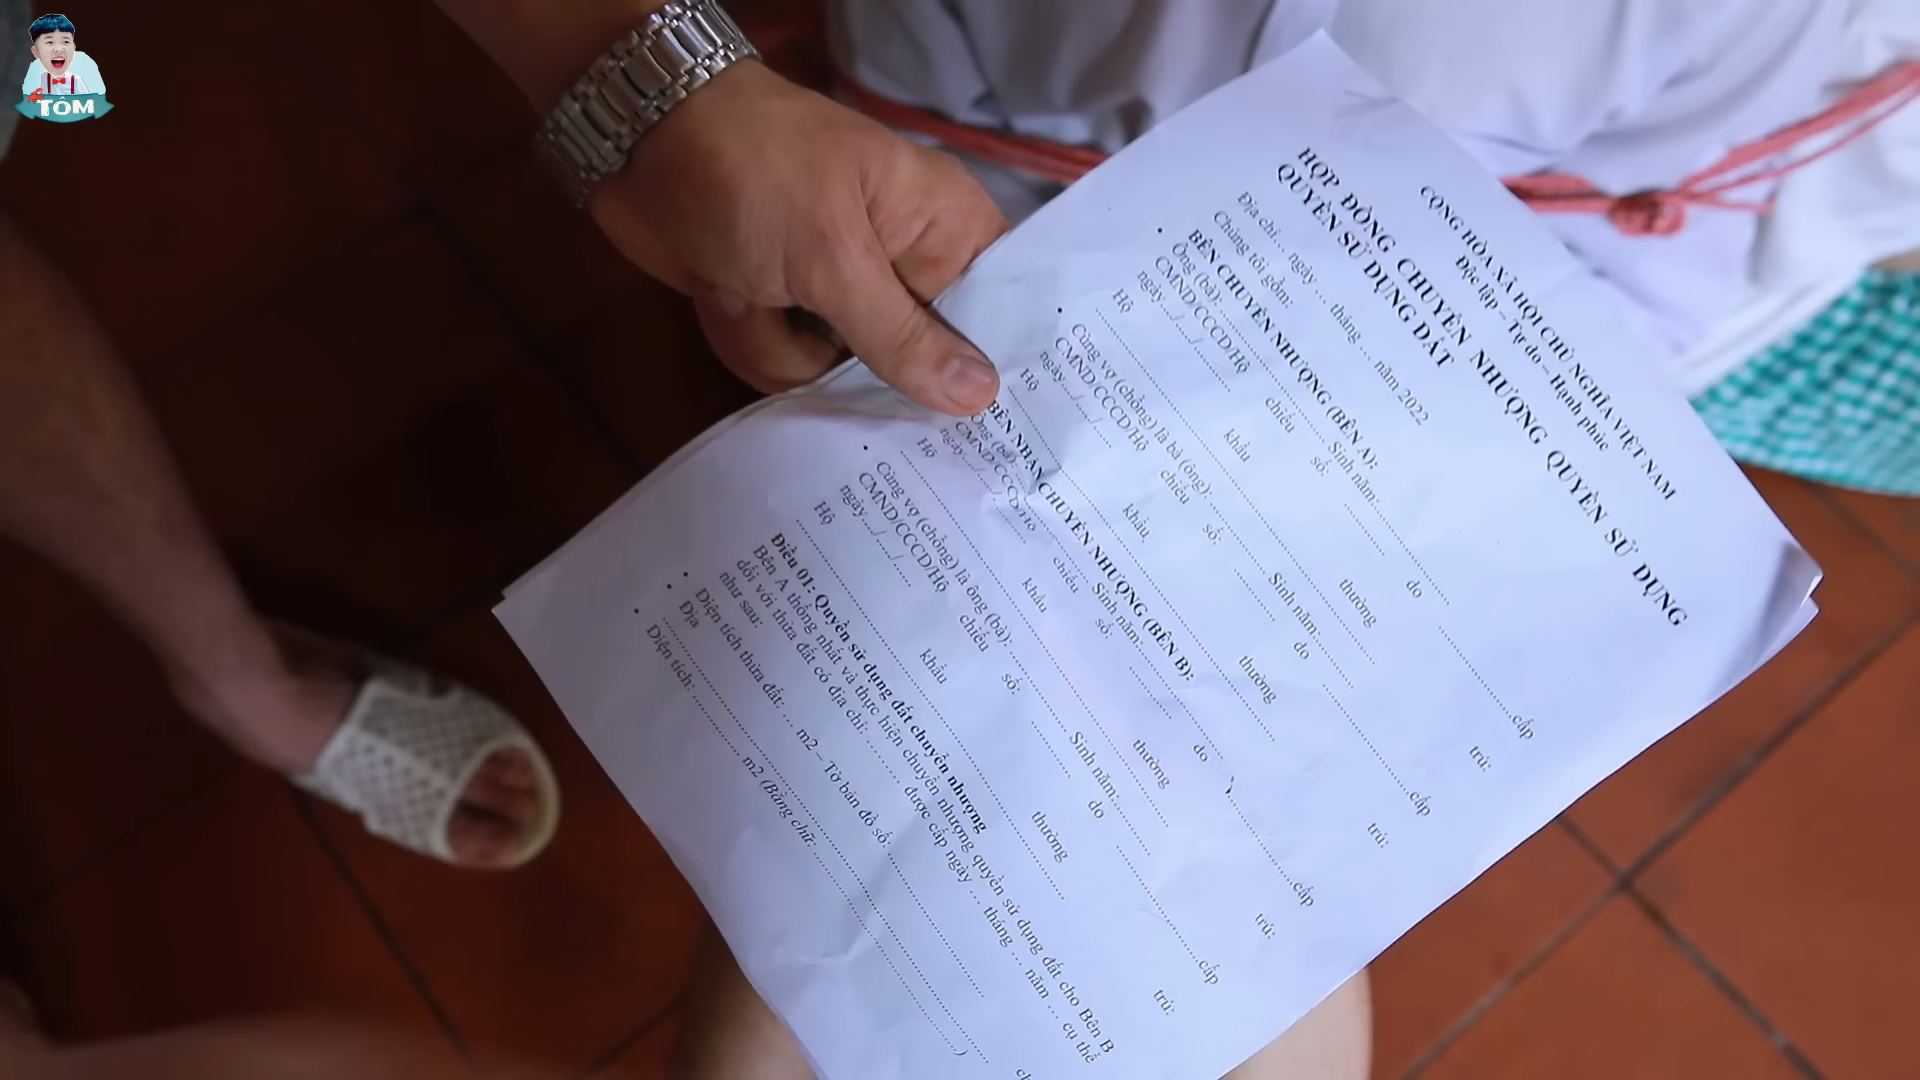 TÔM
CỘNG HÒA XÃ HỘI CHỦ NGHĨA VIỆT NAM
Độc lập – Tự do – Hạnh phúc
HỢP ĐỒNG CHUYỂN NHƯỢNG QUYỀN SỬ DỤNG
QUYỀN SỬ DỤNG ĐẤT
Địa chỉ… ngày … tháng … năm 2022
Chúng tôi gồm:
BÊN CHUYỂN NHƯỢNG (BÊN A):
• Ông (bà): ........ Sinh năm: ........
CMND/CCCD/Hộ chiếu số: ........ do ........ cấp
ngày…/…/……
Hộ khẩu thường trú:
........
• Cùng vợ (chồng) là bà (ông): ........ Sinh năm: ........
CMND/CCCD/Hộ chiếu số: ........ do ........ cấp
ngày…/…/……
Hộ khẩu thường trú:
........
BÊN NHẬN CHUYỂN NHƯỢNG (BÊN B):
Ông (bà): ........ Sinh năm: ........
CMND/CCCD/Hộ chiếu số: ........ do ........ cấp
ngày…/…/……
Hộ khẩu thường trú:
........
• Cùng vợ (chồng) là ông (bà): ........ Sinh năm: ........
CMND/CCCD/Hộ chiếu số: ........ do ........ cấp
ngày…/…/……
Hộ khẩu thường trú:
........
Điều 01: Quyền sử dụng đất chuyển nhượng
Bên A thống nhất và thực hiện chuyển nhượng quyền sử dụng đất cho Bên B
đối với thửa đất có địa chỉ: ........ được cấp ngày … tháng … năm … cụ thể
như sau:
• Diện tích thửa đất: …. m2 – Tờ bản đồ số: ........
• Địa
........
• Diện tích: ........ m2 (Bằng chữ: ........)